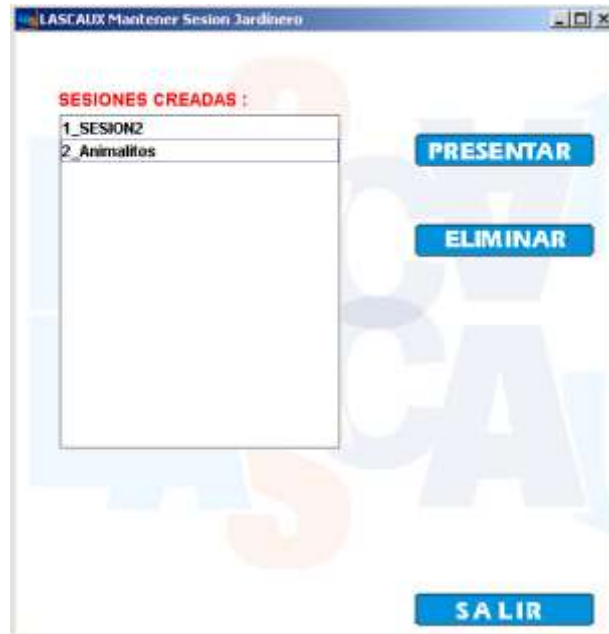 LASCAUX Mantener Sesion Jardinero
SESIONES CREADAS :
1_SESION2
2_Animalitos
PRESENTAR
ELIMINAR
SALIR